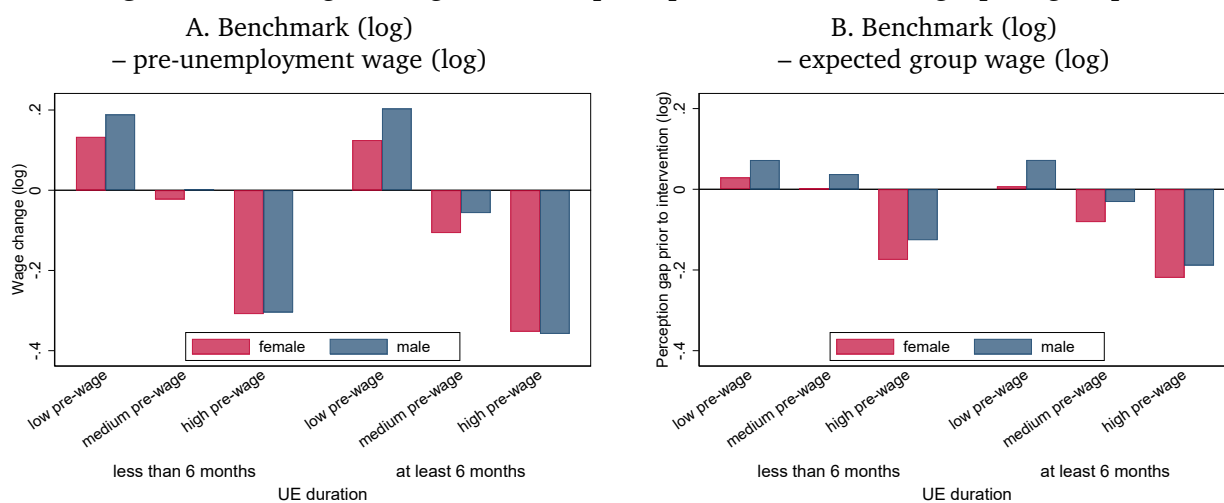 A. Benchmark (log)
– pre-unemployment wage (log)
Wage change (log)
.2
0
-.2
-.4
female
male
low pre-wage
medium pre-wage
high pre-wage
low pre-wage
medium pre-wage
high pre-wage
less than 6 months
at least 6 months
UE duration
B. Benchmark (log)
– expected group wage (log)
Perception gap prior to intervention (log)
.2
0
-.2
-.4
female
male
low pre-wage
medium pre-wage
high pre-wage
low pre-wage
medium pre-wage
high pre-wage
less than 6 months
at least 6 months
UE duration